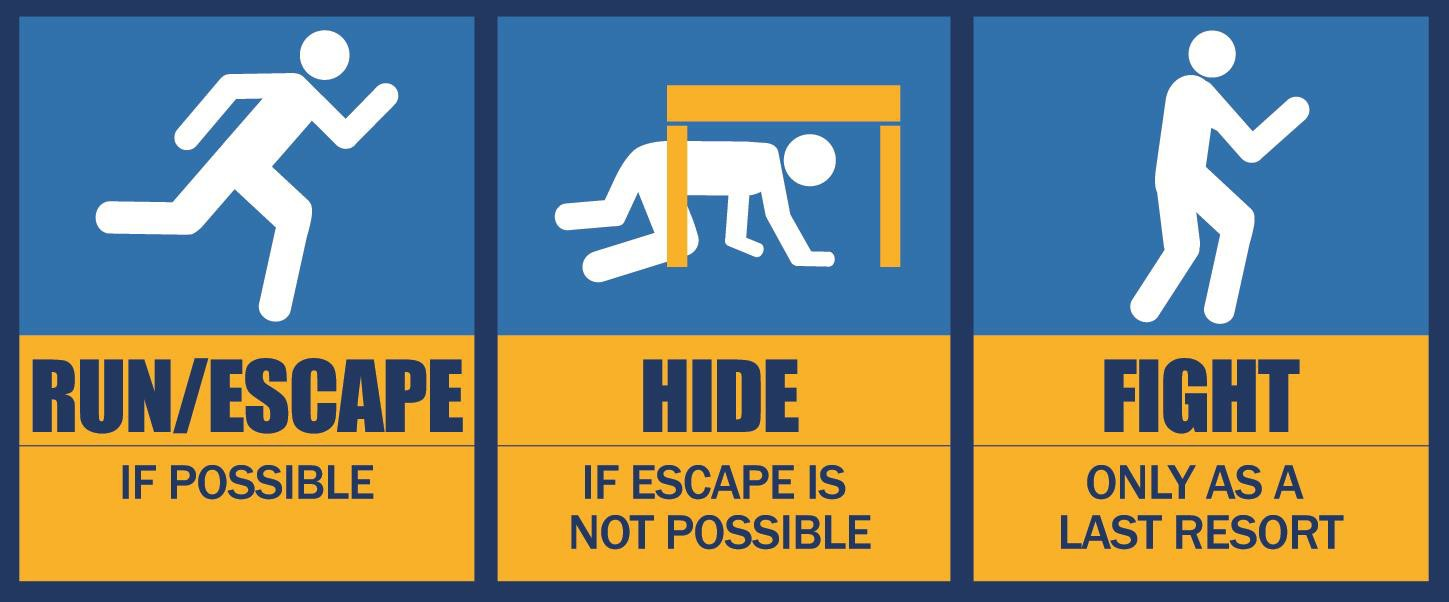 RUN/ESCAPE
IF POSSIBLE
HIDE
IF ESCAPE IS
NOT POSSIBLE
FIGHT
ONLY AS A
LAST RESORT